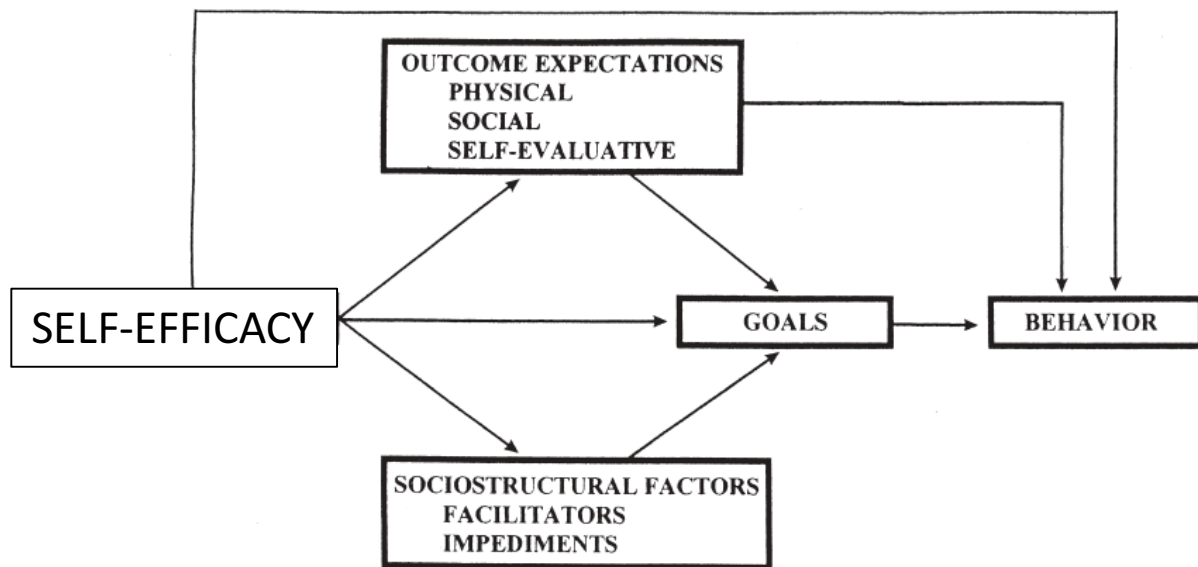 OUTCOME EXPECTATIONS
PHYSICAL
SOCIAL
SELF-EVALUATIVE
SELF-EFFICACY
GOALS
BEHAVIOR
SOCIOSTRUCTURAL FACTORS
FACILITATORS
IMPEDIMENTS